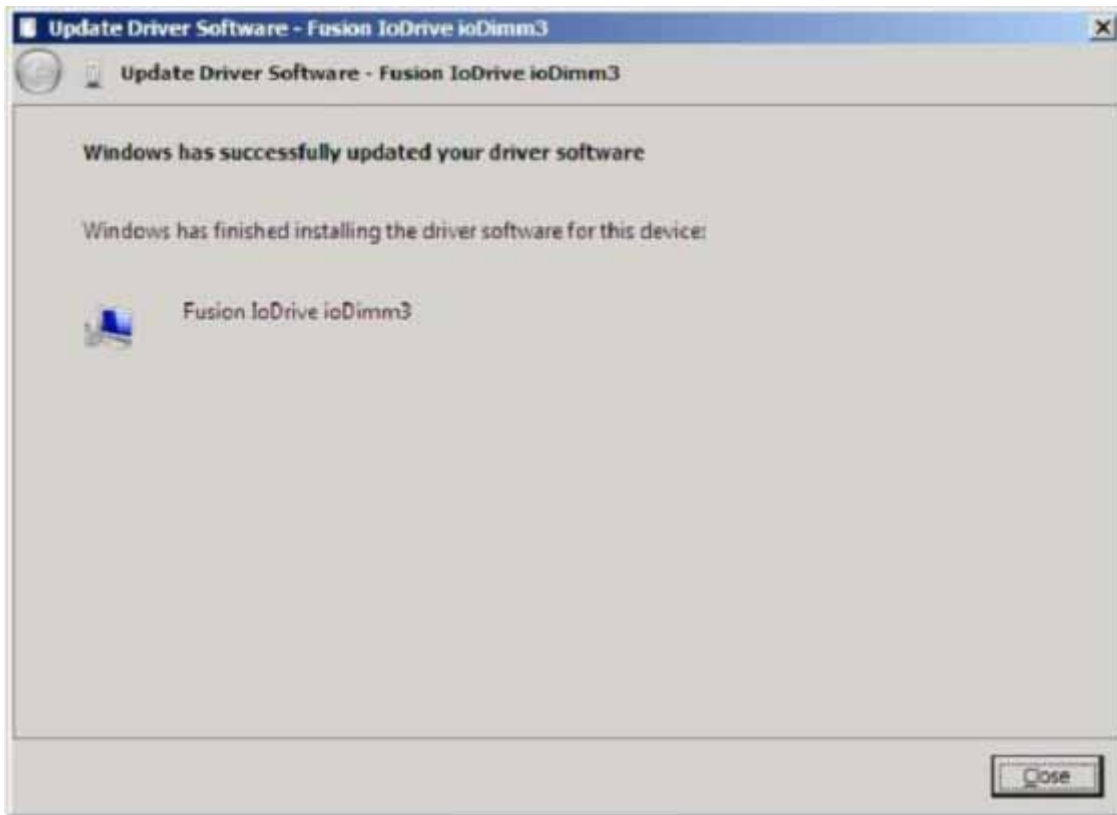 Update Driver Software - Fusion IoDrive ioDimm3
Update Driver Software - Fusion IoDrive ioDimm3
Windows has successfully updated your driver software
Windows has finished installing the driver software for this device:
Fusion IoDrive ioDimm3
Close